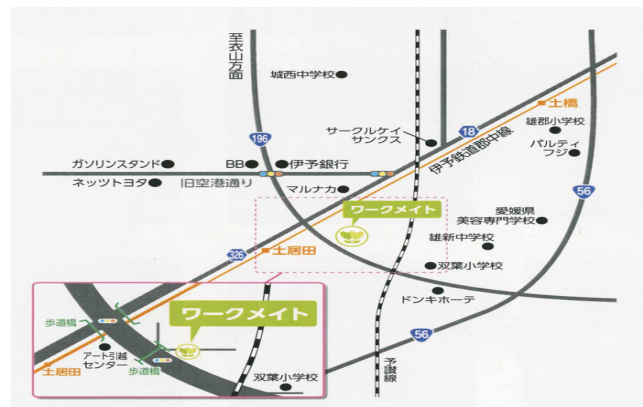 至衣山方面
城西中学校
196
サークルケイ
サンクス
18
土橋
雄郡小学校
パルティ
フジ
伊予鉄道郡中線
ガソリンスタンド
BB
伊予銀行
ネッツトヨタ
旧空港通り
マルナカ
56
ワークメイト
愛媛県
美容専門学校
雄新中学校
326
土居田
双葉小学校
ドンキホーテ
56
予讃線
歩道橋
ワークメイト
アート引越
センター
歩道橋
土居田
双葉小学校